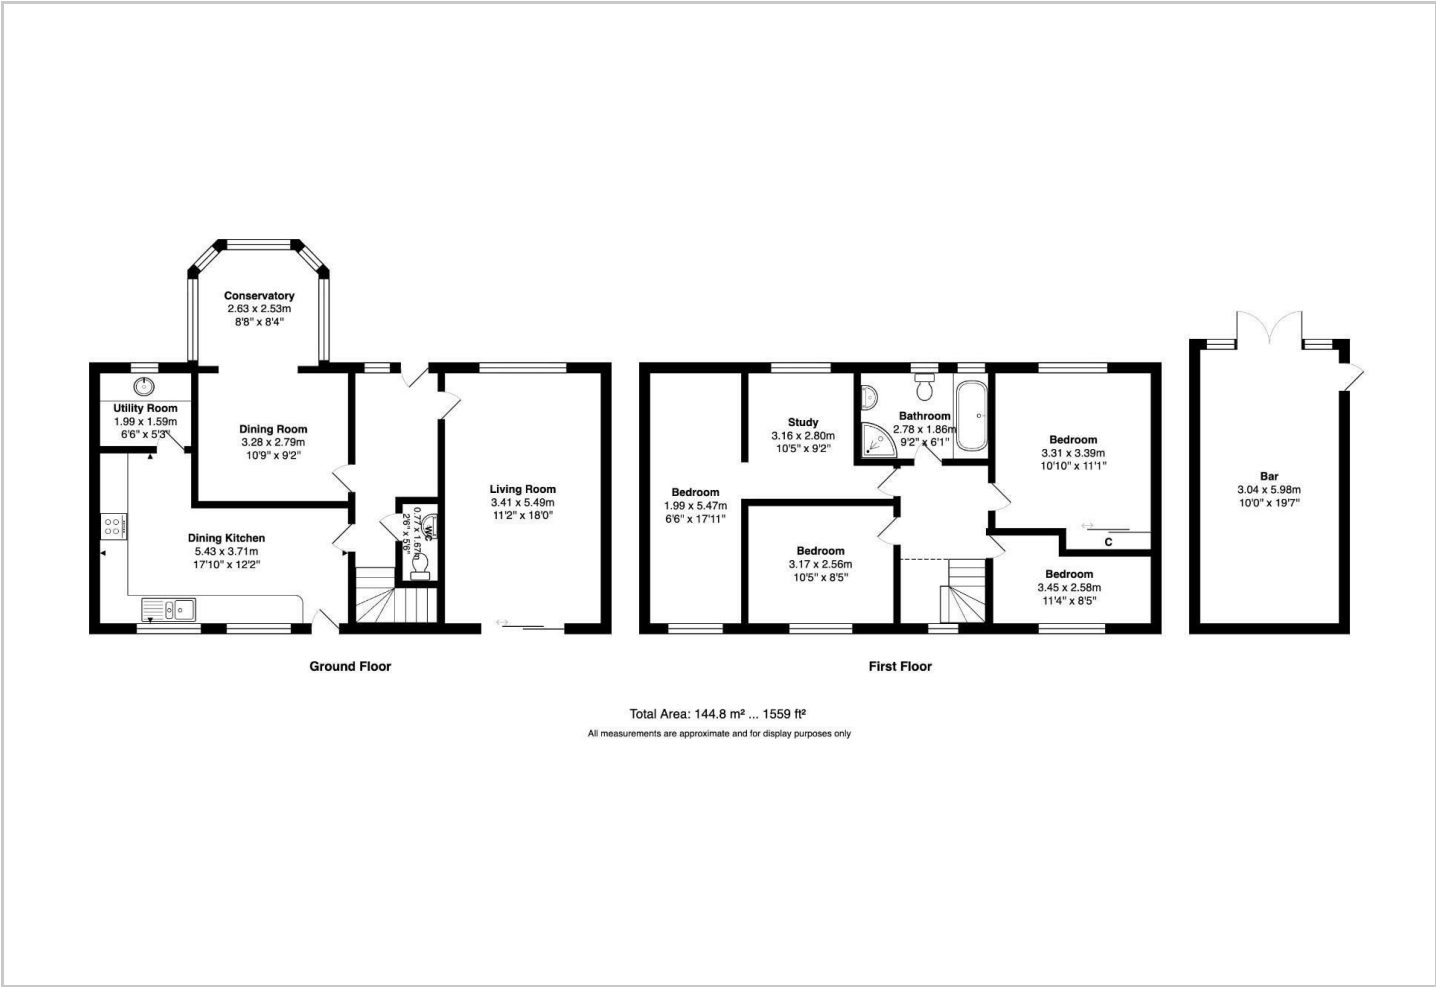 Conservatory
2.63 x 2.53m
8'8" x 8'4"
Utility Room
1.99 x 1.59m
6'6" x 5'3"
Dining Room
3.28 x 2.79m
10'9" x 9'2"
Living Room
3.41 x 5.49m
11'2" x 18'0"
WC
0.77 x 1.67m
2'6" x 5'6"
Dining Kitchen
5.43 x 3.71m
17'10" x 12'2"
Ground Floor
Study
3.16 x 2.80m
10'5" x 9'2"
Bathroom
2.78 x 1.86m
9'2" x 6'1"
Bedroom
3.31 x 3.39m
10'10" x 11'1"
Bedroom
1.99 x 5.47m
6'6" x 17'11"
Bedroom
3.17 x 2.56m
10'5" x 8'5"
C
Bedroom
3.45 x 2.58m
11'4" x 8'5"
First Floor
Bar
3.04 x 5.98m
10'0" x 19'7"
Total Area: 144.8 m² ... 1559 ft²
All measurements are approximate and for display purposes only